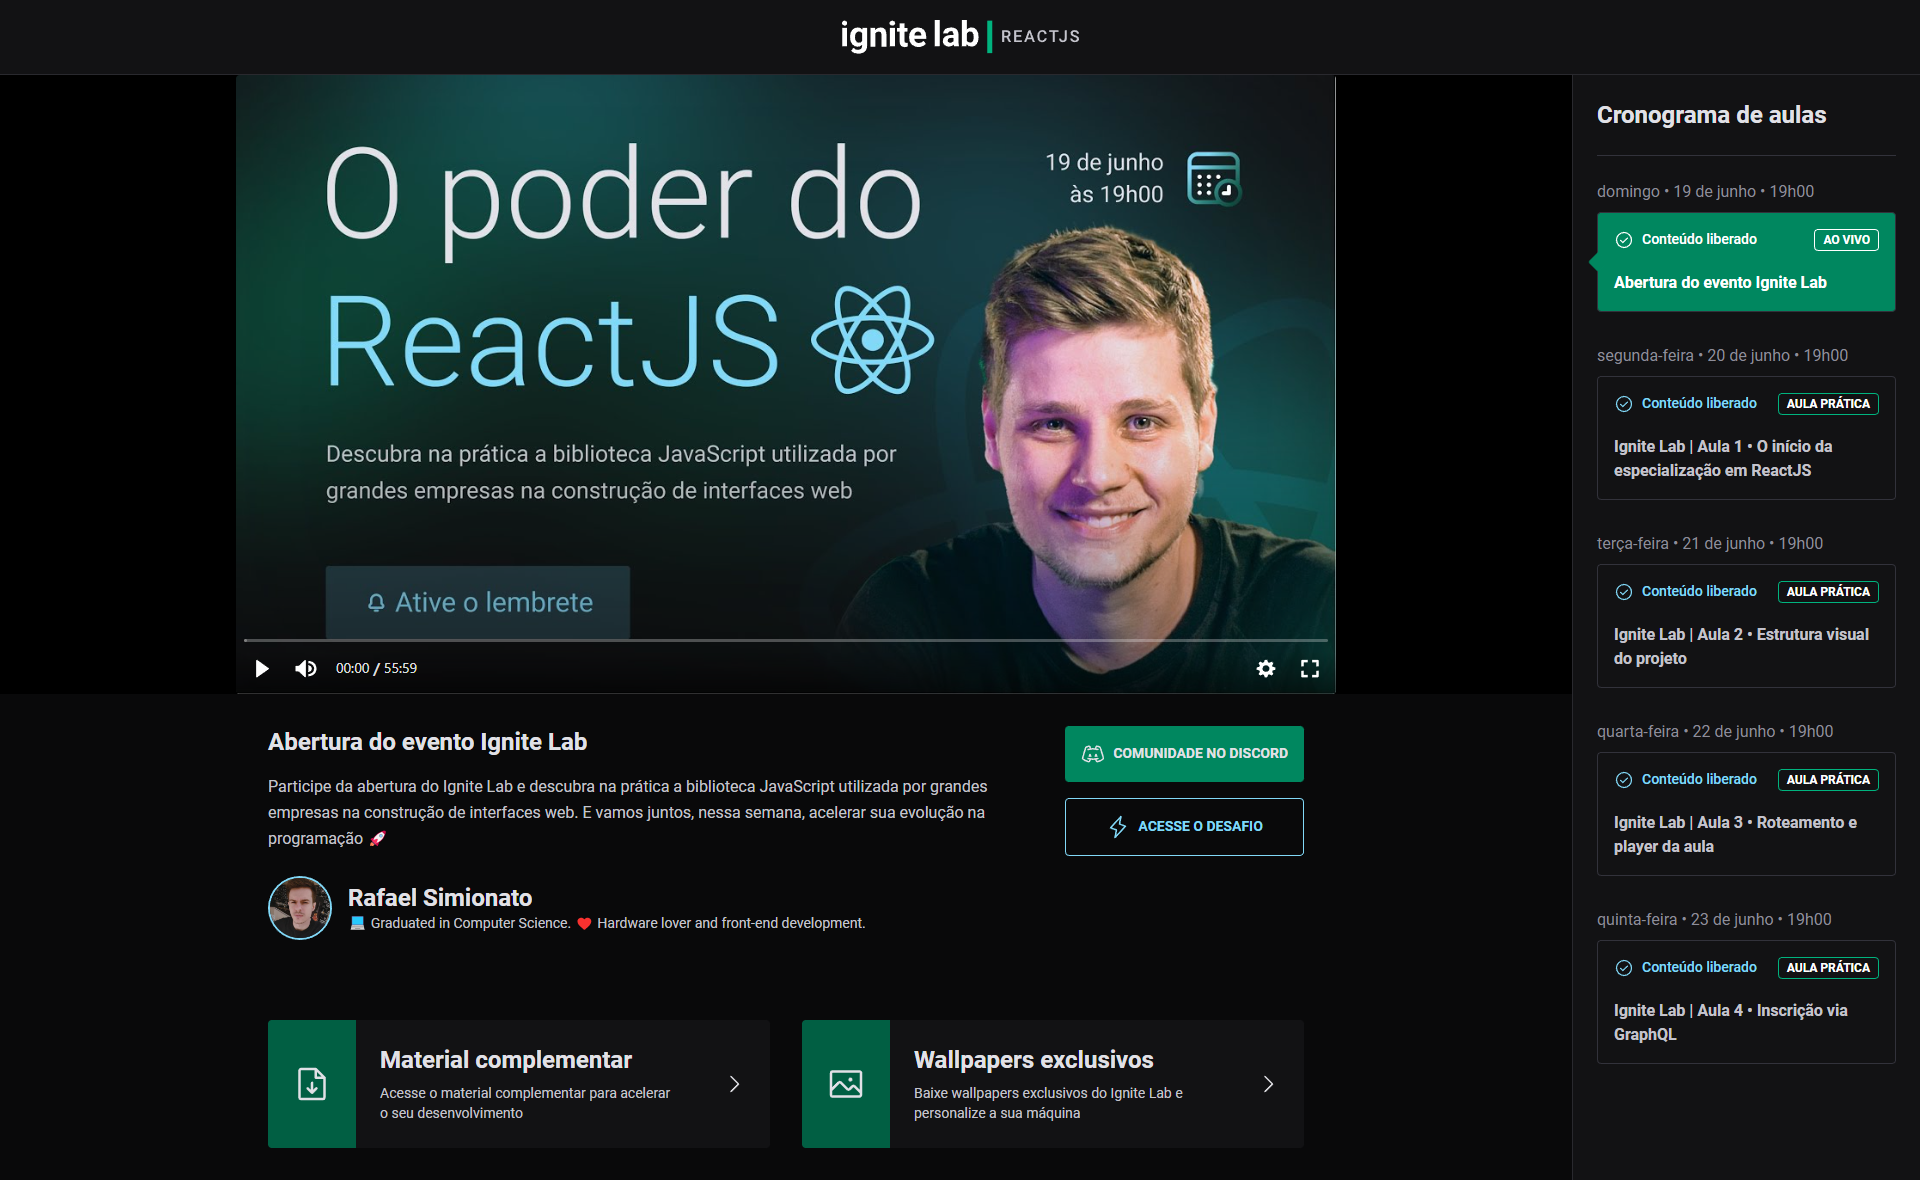 ignite lab | REACTJS
O poder do
ReactJS
19 de junho
às 19h00
Descubra na prática a biblioteca JavaScript utilizada por
grandes empresas na construção de interfaces web
Ative o lembrete
00:00 / 55:59
Abertura do evento Ignite Lab
Participe da abertura do Ignite Lab e descubra na prática a biblioteca JavaScript utilizada por grandes
empresas na construção de interfaces web. E vamos juntos, nessa semana, acelerar sua evolução na
programação 🚀
COMUNIDADE NO DISCORD
ACESSE O DESAFIO
Rafael Simionato
💻 Graduated in Computer Science. ❤️ Hardware lover and front-end development.
Material complementar
Acesse o material complementar para acelerar
o seu desenvolvimento
Wallpapers exclusivos
Baixe wallpapers exclusivos do Ignite Lab e
personalize a sua máquina
Cronograma de aulas
domingo • 19 de junho • 19h00
Conteúdo liberado AO VIVO
Abertura do evento Ignite Lab
segunda-feira • 20 de junho • 19h00
Conteúdo liberado AULA PRÁTICA
Ignite Lab | Aula 1 • O início da
especialização em ReactJS
terça-feira • 21 de junho • 19h00
Conteúdo liberado AULA PRÁTICA
Ignite Lab | Aula 2 • Estrutura visual
do projeto
quarta-feira • 22 de junho • 19h00
Conteúdo liberado AULA PRÁTICA
Ignite Lab | Aula 3 • Roteamento e
player da aula
quinta-feira • 23 de junho • 19h00
Conteúdo liberado AULA PRÁTICA
Ignite Lab | Aula 4 • Inscrição via
GraphQL